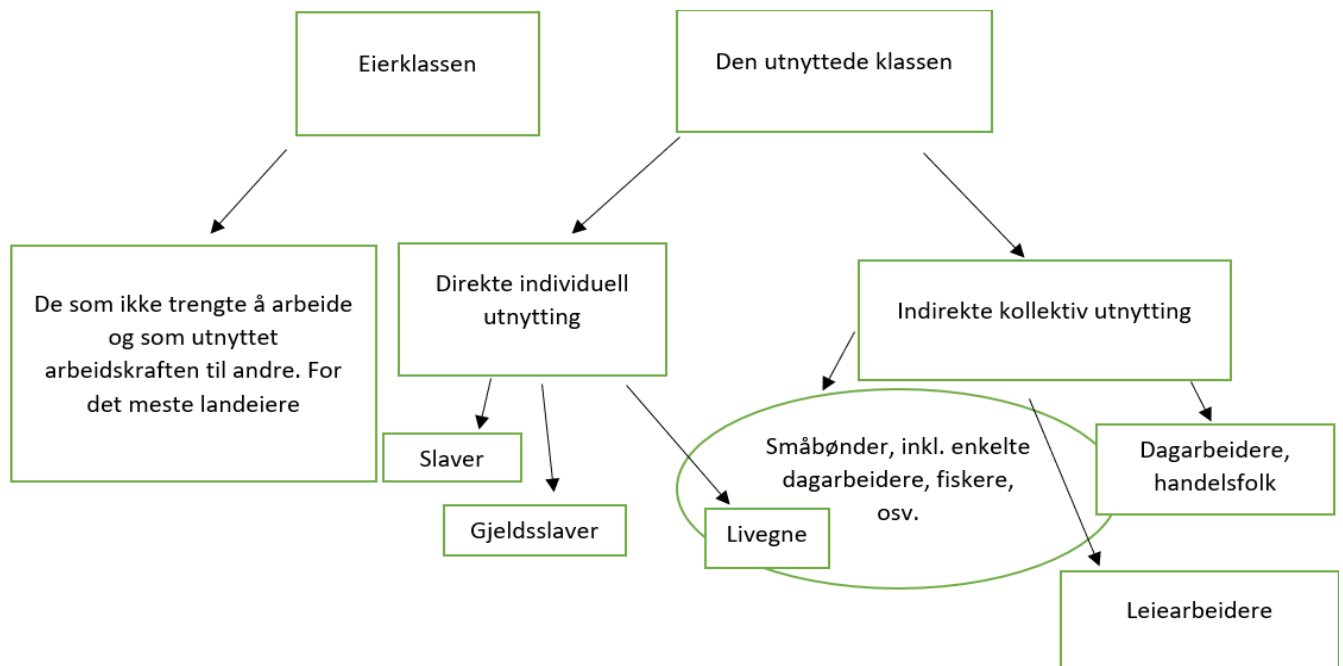 Eierklassen
Den utnyttede klassen
De som ikke trengte å arbeide
og som utnyttet
arbeidskraften til andre. For
det meste landeiere
Direkte individuell
utnytting
Indirekte kollektiv utnytting
Slaver
Gjeldsslaver
Livegne
Småbønder, inkl. enkelte
dagarbeidere, fiskere,
osv.
Dagarbeidere,
handelsfolk
Leiearbeidere